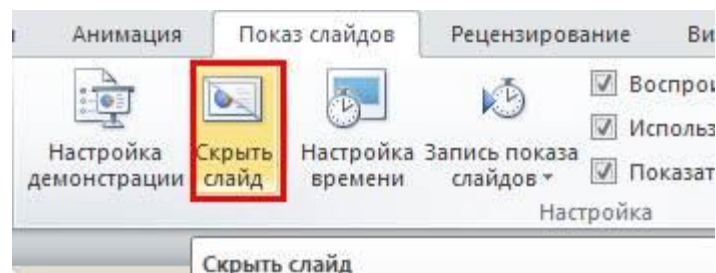 Анимация
Показ слайдов
Рецензирование
Настройка
демонстрации
Скрыть
слайд
Настройка
времени
Запись показа
слайдов
Настройка
Скрыть слайд